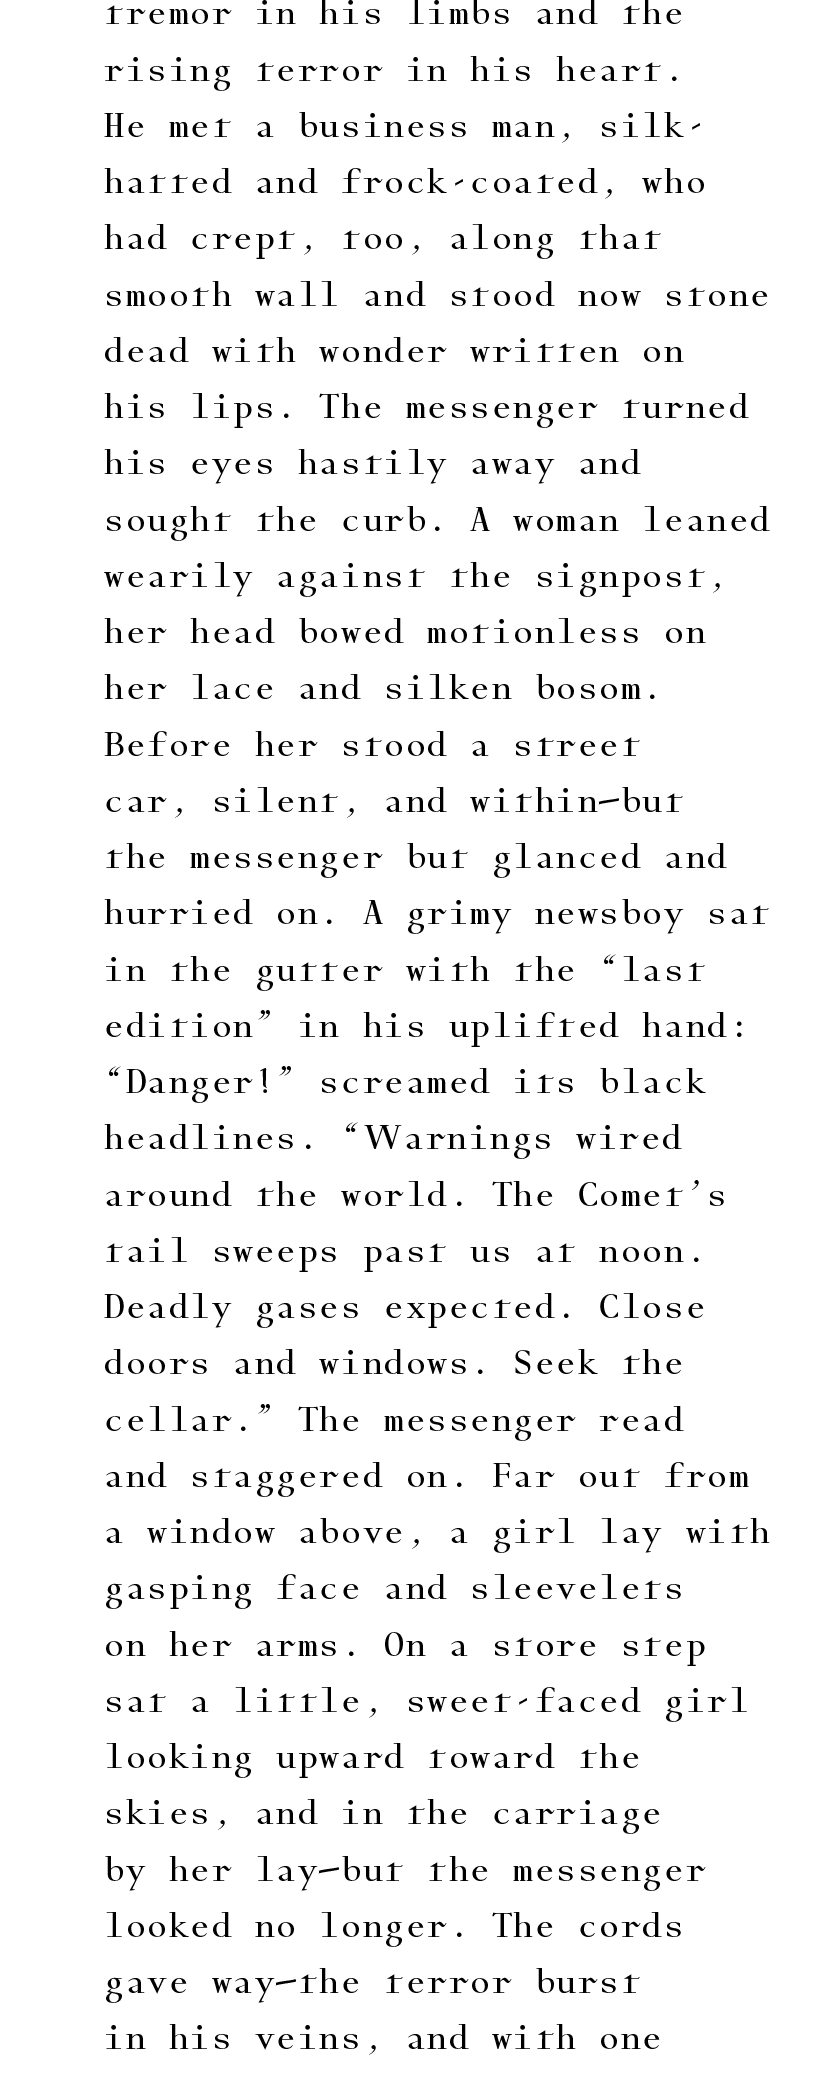 tremor in his limbs and the
rising terror in his heart.
He met a business man, silk-
hatted and frock-coated, who
had crept, too, along that
smooth wall and stood now stone
dead with wonder written on
his lips. The messenger turned
his eyes hastily away and
sought the curb. A woman leaned
wearily against the signpost,
her head bowed motionless on
her lace and silken bosom.
Before her stood a street
car, silent, and within—but
the messenger but glanced and
hurried on. A grimy newsboy sat
in the gutter with the “last
edition” in his uplifted hand:
“Danger!” screamed its black
headlines. “Warnings wired
around the world. The Comet’s
tail sweeps past us at noon.
Deadly gases expected. Close
doors and windows. Seek the
cellar.” The messenger read
and staggered on. Far out from
a window above, a girl lay with
gasping face and sleevelets
on her arms. On a store step
sat a little, sweet-faced girl
looking upward toward the
skies, and in the carriage
by her lay—but the messenger
looked no longer. The cords
gave way—the terror burst
in his veins, and with one